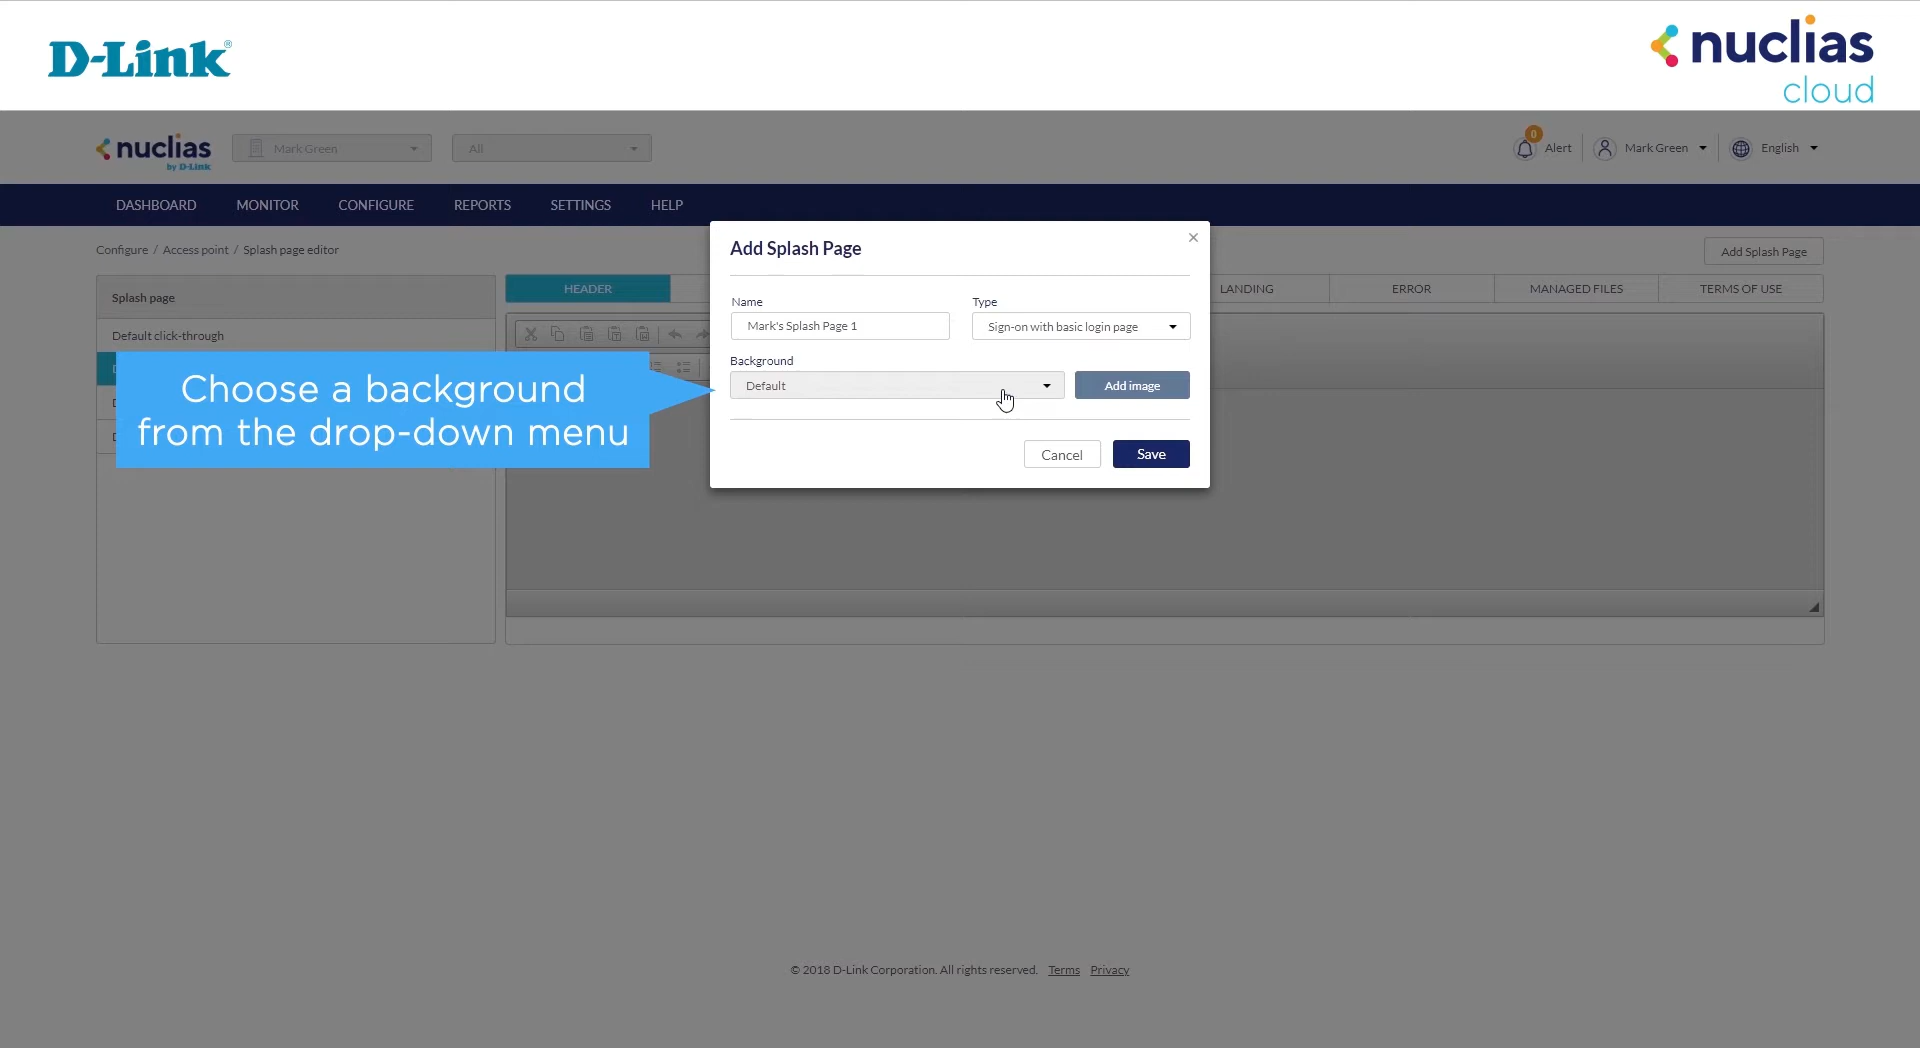 D-Link®
nuclias
cloud
nuclias
by D-Link
Mark Green
All
0
Alert
Mark Green
English
DASHBOARD
MONITOR
CONFIGURE
REPORTS
SETTINGS
HELP
Configure / Access point / Splash page editor
Add Splash Page
Splash page
Default click-through
HEADER
LANDING
ERROR
MANAGED FILES
TERMS OF USE
Add Splash Page
Name
Type
Mark's Splash Page 1
Sign-on with basic login page
Background
Default
Add image
Cancel
Save
Choose a background
from the drop-down menu
© 2018 D-Link Corporation. All rights reserved. Terms Privacy